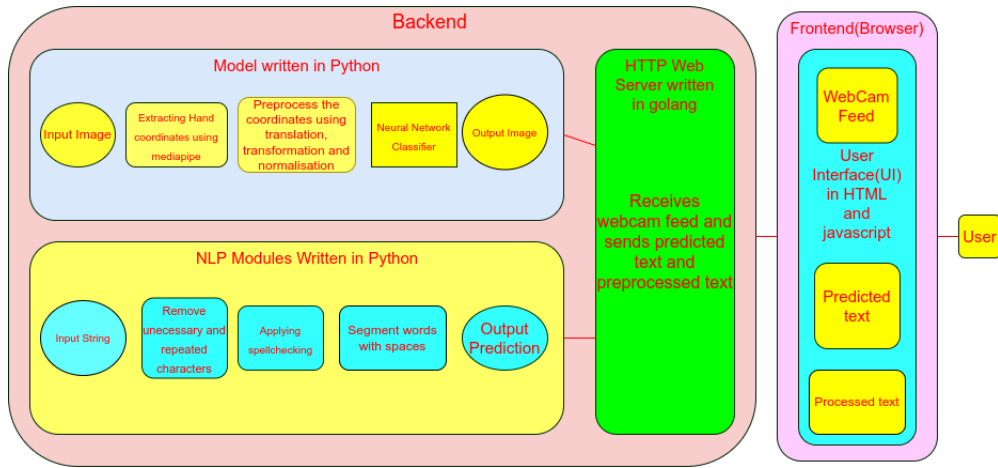 Backend
Model written in Python
Input Image
Extracting Hand
coordinates using
mediapipe
Preprocess the
coordinates using
translation,
transformation and
normalisation
Neural Network
Classifier
Output Image
NLP Modules Written in Python
Input String
Remove
unecessary and
repeated
characters
Applying
spellchecking
Segment words
with spaces
Output
Prediction
HTTP Web
Server written
in golang
Receives
webcam feed and
sends predicted
text and
preprocessed text
Frontend(Browser)
WebCam
Feed
User
Interface(UI)
in HTML
and
javascript
Predicted
text
Processed text
User